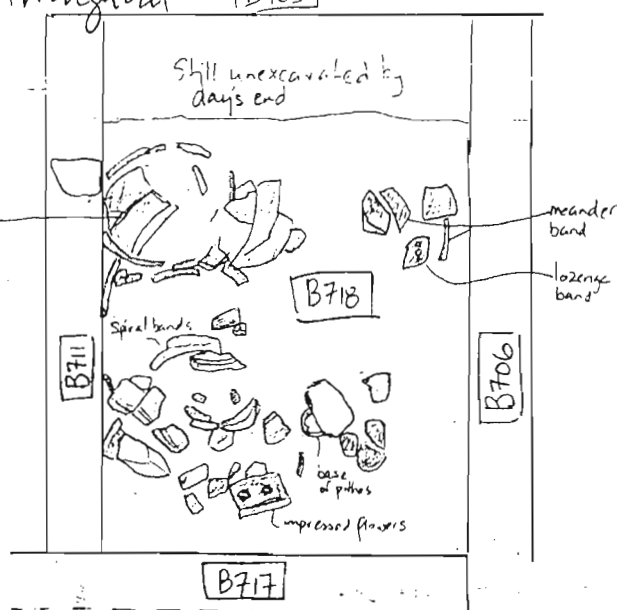 Still unexcavated by
day's end
meander
band
lozenge
band
B718
Spiral bands
B711
B706
base
of pithos
impressed flowers
B717